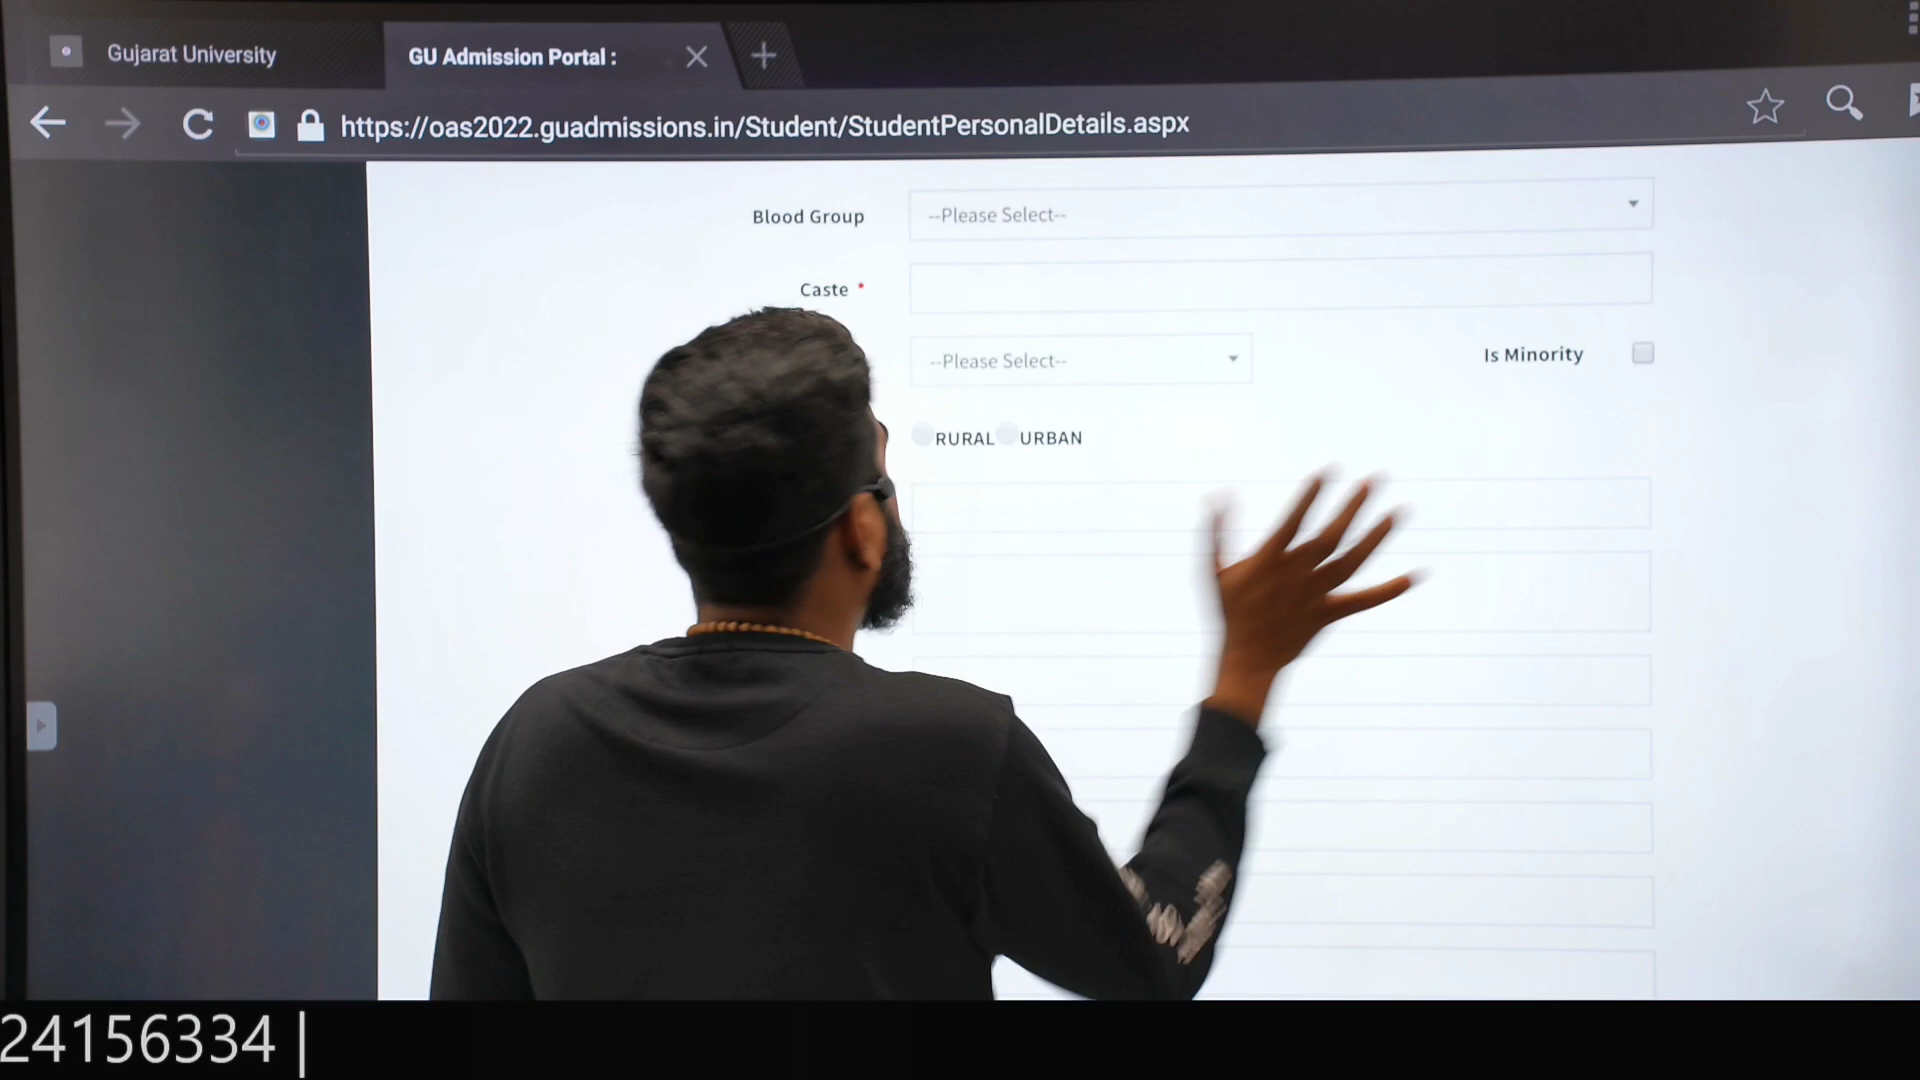 Gujarat University
GU Admission Portal :
https://oas2022.guadmissions.in/Student/StudentPersonalDetails.aspx
Blood Group --Please Select--
Caste *
--Please Select-- Is Minority
RURAL URBAN
24156334 |